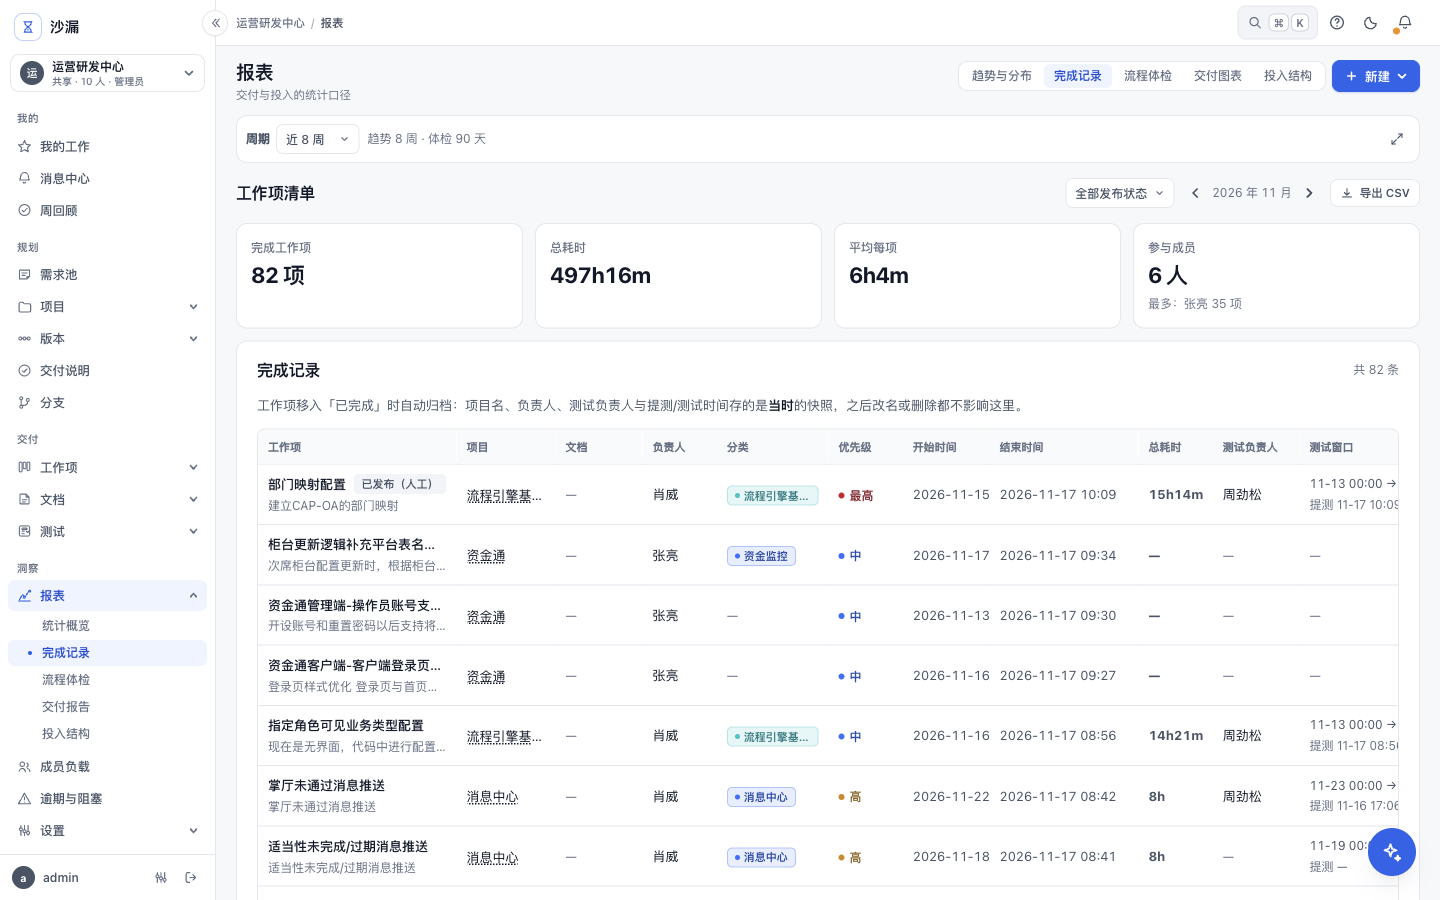 沙漏
运
运营研发中心
共享 · 10 人 · 管理员
我的
我的工作
消息中心
周回顾
规划
需求池
项目
版本
交付说明
分支
交付
工作项
文档
测试
洞察
报表
统计概览
完成记录
流程体检
交付报告
投入结构
成员负载
逾期与阻塞
设置
a admin
运营研发中心 / 报表
⌘ K
报表
交付与投入的统计口径
趋势与分布 完成记录 流程体检 交付图表 投入结构
新建
周期 近 8 周 趋势 8 周 · 体检 90 天
工作项清单
全部发布状态 2026 年 11 月 导出 CSV
完成工作项
82 项
总耗时
497h16m
平均每项
6h4m
参与成员
6 人
最多：张亮 35 项
完成记录
共 82 条
工作项移入「已完成」时自动归档：项目名、负责人、测试负责人与提测/测试时间存的是当时的快照，之后改名或删除都不影响这里。
工作项 项目 文档 负责人 分类 优先级 开始时间 结束时间 总耗时 测试负责人 测试窗口
部门映射配置 已发布（人工） 流程引擎基... — 肖威 流程引擎基... 最高 2026-11-15 2026-11-17 10:09 15h14m 周劲松 11-13 00:00 →
建立CAP-OA的部门映射 提测 11-17 10:09
柜台更新逻辑补充平台表名... 资金通 — 张亮 资金监控 中 2026-11-17 2026-11-17 09:34 — — —
次席柜台配置更新时，根据柜台...
资金通管理端-操作员账号支... 资金通 — 张亮 — 中 2026-11-13 2026-11-17 09:30 — — —
开设账号和重置密码以后支持将...
资金通客户端-客户端登录页... 资金通 — 张亮 — 中 2026-11-16 2026-11-17 09:27 — — —
登录页样式优化 登录页与首页...
指定角色可见业务类型配置 流程引擎基... — 肖威 流程引擎基... 中 2026-11-16 2026-11-17 08:56 14h21m 周劲松 11-13 00:00 →
现在是无界面，代码中进行配置... 提测 11-17 08:56
掌厅未通过消息推送 消息中心 — 肖威 消息中心 高 2026-11-22 2026-11-17 08:42 8h 周劲松 11-23 00:00 →
掌厅未通过消息 提测 11-16 17:06
适当性未完成/过期消息推送 消息中心 — 肖威 消息中心 高 2026-11-18 2026-11-17 08:41 8h — 11-19 00:
适当性未完成/过期消息推送 提测 —